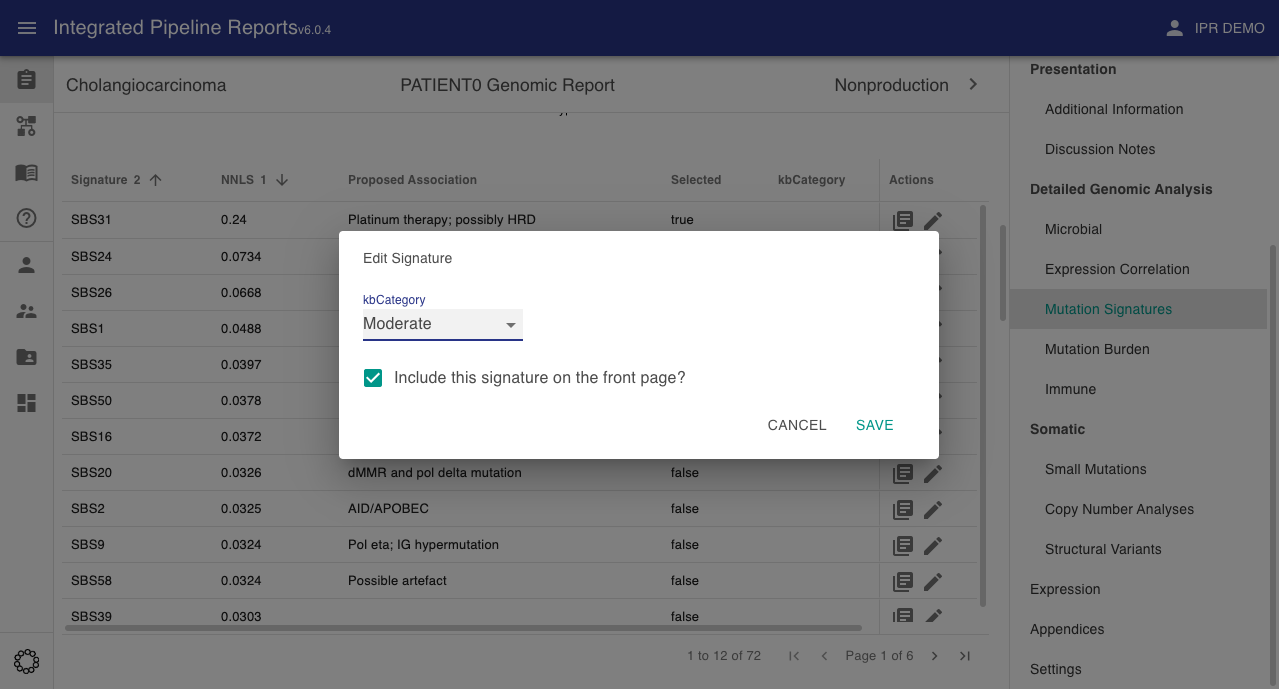 Integrated Pipeline Reports v6.0.4
IPR DEMO
Cholangiocarcinoma
PATIENT0 Genomic Report
Nonproduction
Signature 2 NNLS 1 Proposed Association Selected kbCategory Actions
SBS31 0.24 Platinum therapy; possibly HRD true
SBS24 0.0734
SBS26 0.0668
SBS1 0.0488
SBS35 0.0397
SBS50 0.0378
SBS16 0.0372
SBS20 0.0326 dMMR and pol delta mutation false
SBS2 0.0325 AID/APOBEC false
SBS9 0.0324 Pol eta; IG hypermutation false
SBS58 0.0324 Possible artefact false
SBS39 0.0303 false
1 to 12 of 72 Page 1 of 6
Edit Signature
kbCategory
Moderate
Include this signature on the front page?
CANCEL SAVE
Presentation
Additional Information
Discussion Notes
Detailed Genomic Analysis
Microbial
Expression Correlation
Mutation Signatures
Mutation Burden
Immune
Somatic
Small Mutations
Copy Number Analyses
Structural Variants
Expression
Appendices
Settings